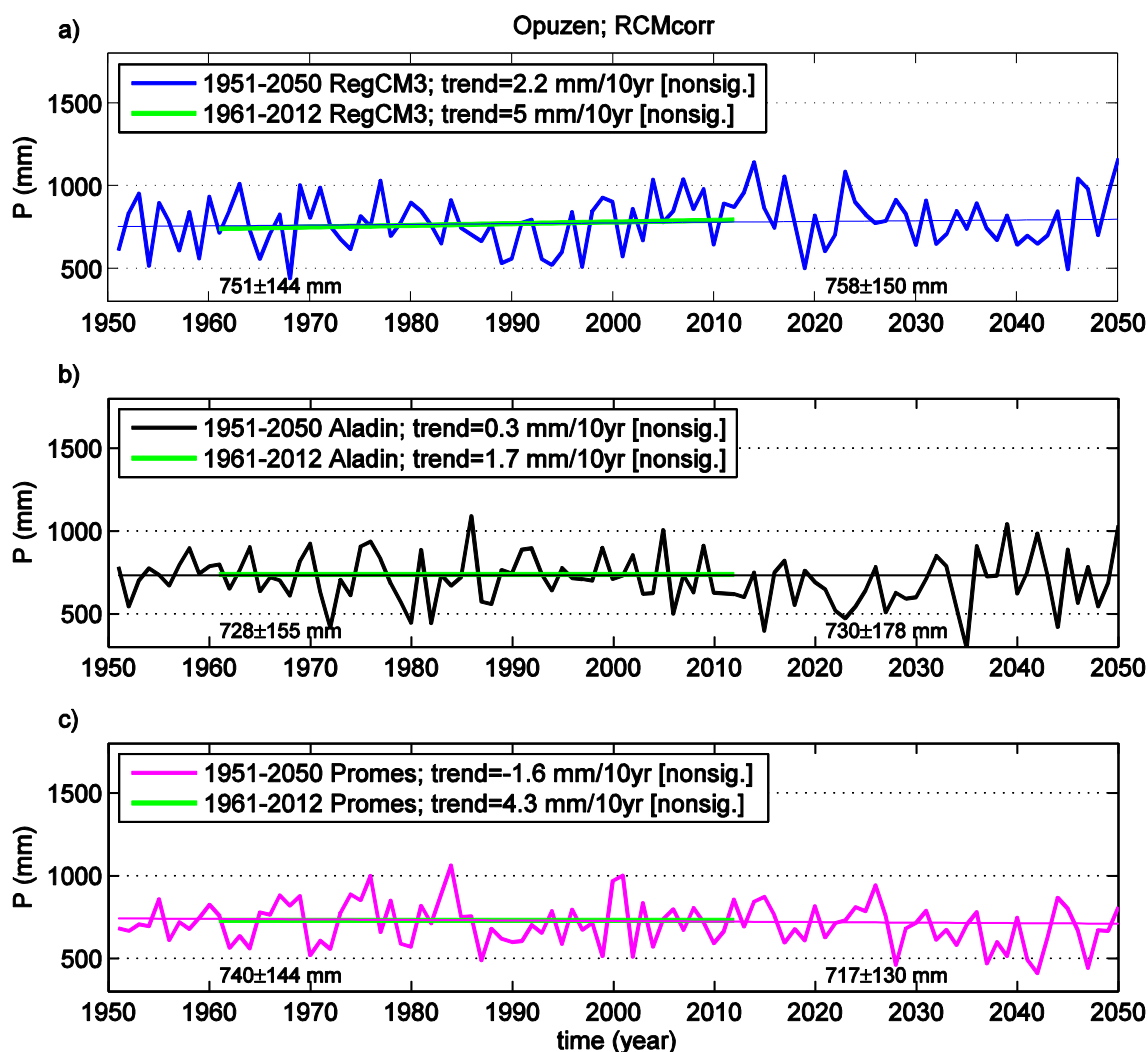 a)
Opuzen; RCMcorr
1951-2050 RegCM3; trend=2.2 mm/10yr [nonsig.]
1961-2012 RegCM3; trend=5 mm/10yr [nonsig.]
P (mm)
1500
1000
500
751±144 mm
758±150 mm
1950 1960 1970 1980 1990 2000 2010 2020 2030 2040 2050
b)
1951-2050 Aladin; trend=0.3 mm/10yr [nonsig.]
1961-2012 Aladin; trend=1.7 mm/10yr [nonsig.]
P (mm)
1500
1000
500
728±155 mm
730±178 mm
1950 1960 1970 1980 1990 2000 2010 2020 2030 2040 2050
c)
1951-2050 Promes; trend=-1.6 mm/10yr [nonsig.]
1961-2012 Promes; trend=4.3 mm/10yr [nonsig.]
P (mm)
1500
1000
500
740±144 mm
717±130 mm
1950 1960 1970 1980 1990 2000 2010 2020 2030 2040 2050
time (year)